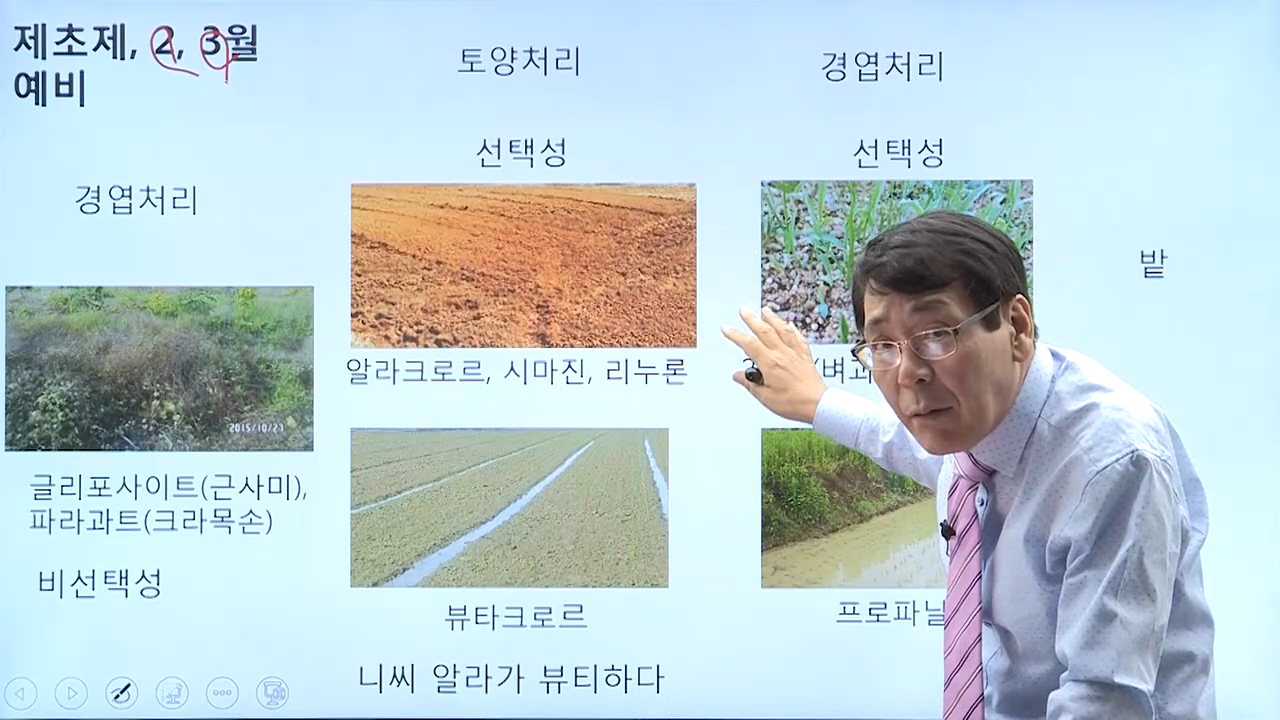 제초제, 2, 3월
예비
토양처리
경엽처리
선택성
선택성
경엽처리
밭
2015/10/27
알라크로르, 시마진, 리누론
글리포사이트(근사미),
파라과트(크라목손)
비선택성
뷰타크로르
프로파닐
니씨 알라가 뷰티하다